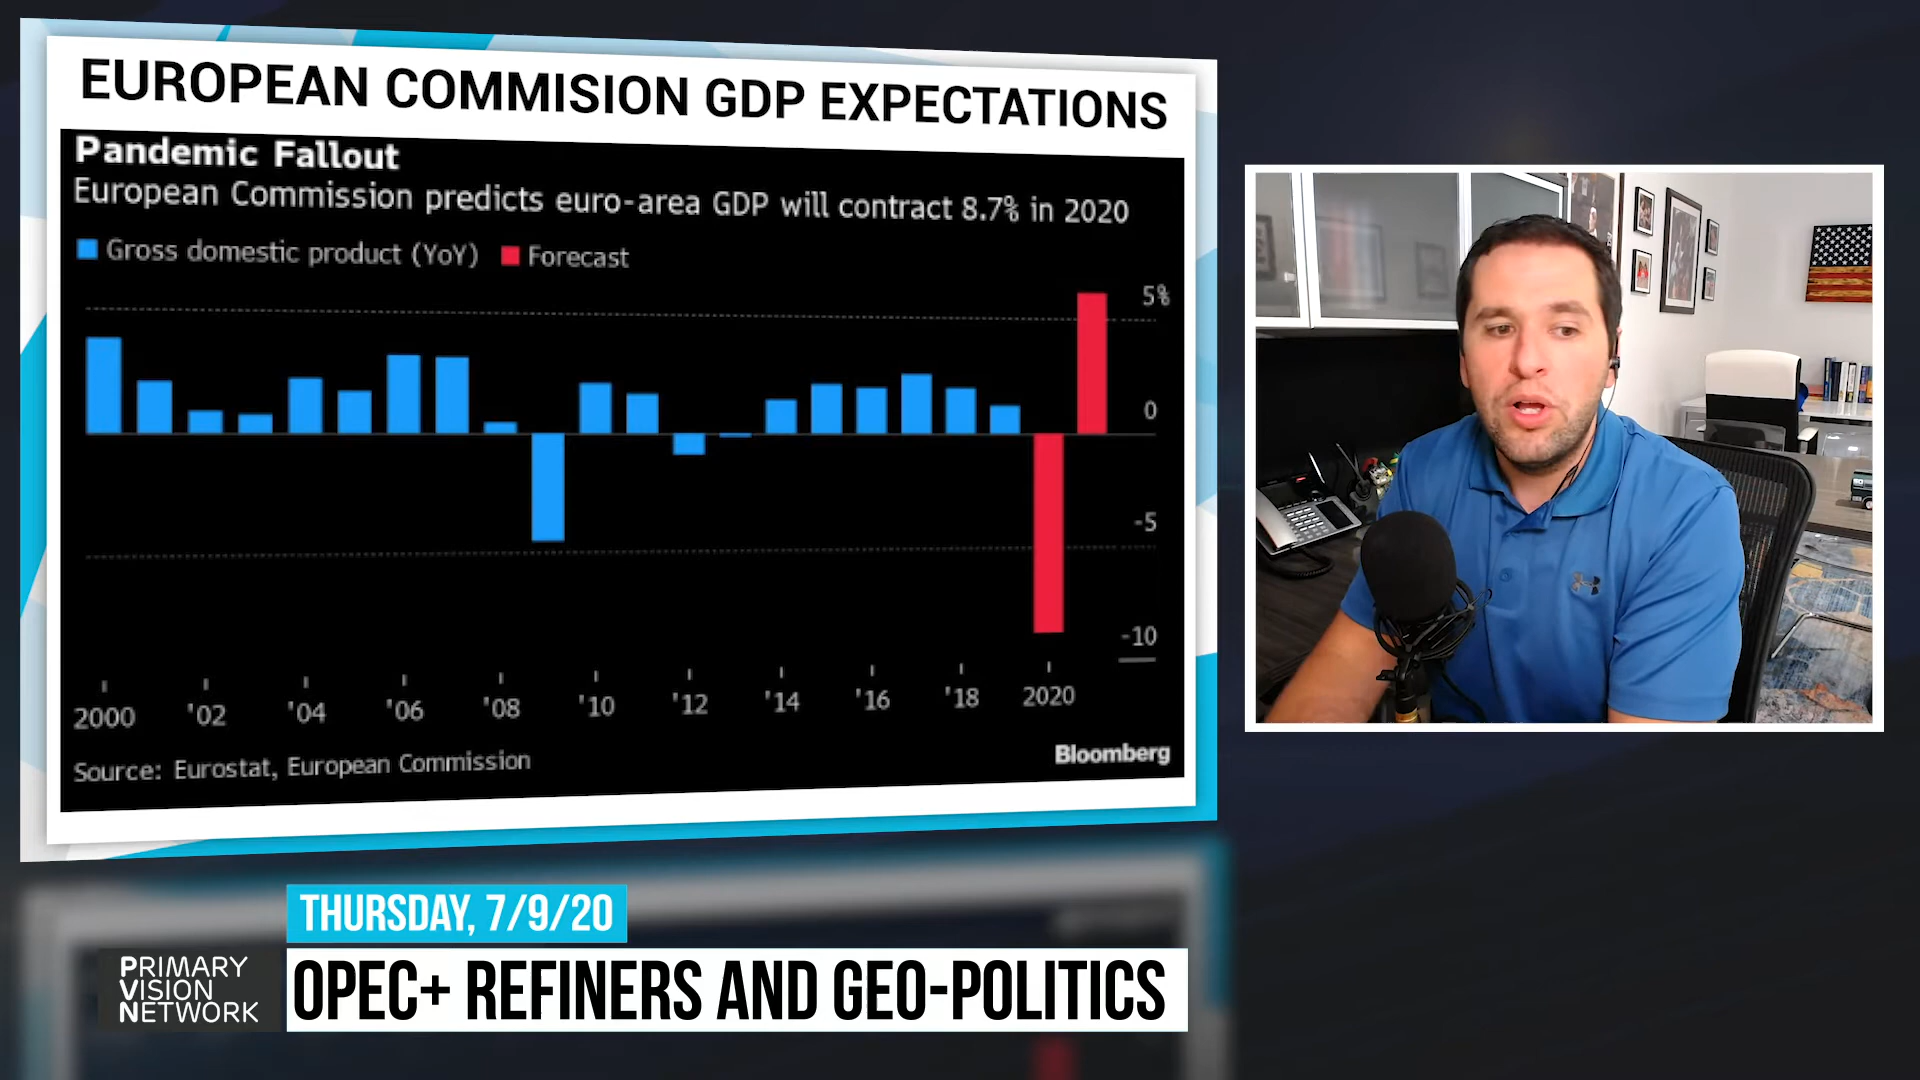 EUROPEAN COMMISION GDP EXPECTATIONS
Pandemic Fallout
European Commission predicts euro-area GDP will contract 8.7% in 2020
Gross domestic product (YoY) Forecast
5%
0
-5
-10
2000 '02 '04 '06 '08 '10 '12 '14 '16 '18 2020
Source: Eurostat, European Commission
Bloomberg
THURSDAY, 7/9/20
PRIMARY
VISION
NETWORK
OPEC+ REFINERS AND GEO-POLITICS